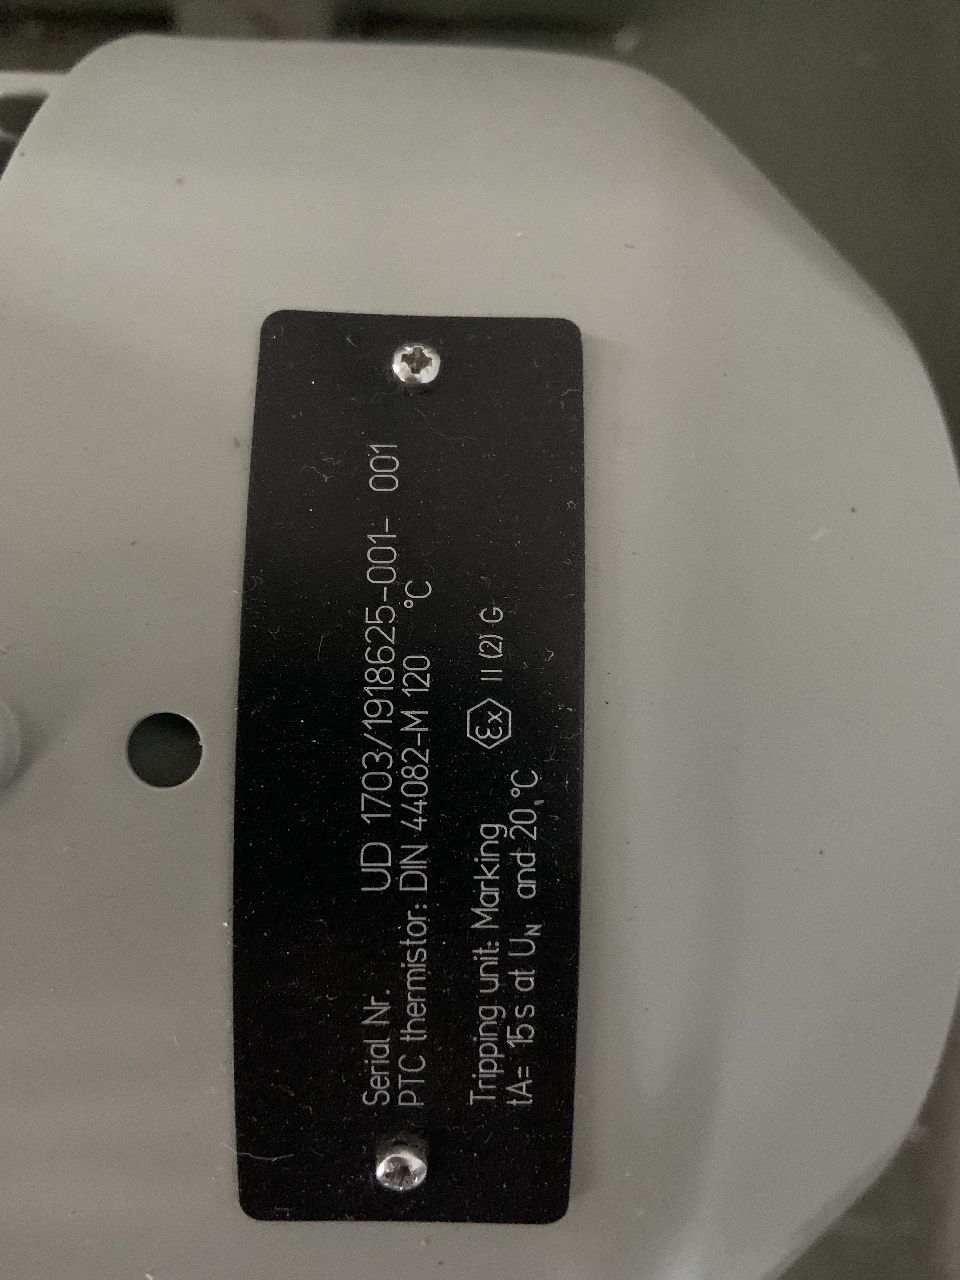 Serial Nr. UD 1703/1918625-001- 001
PTC thermistor: DIN 44082-M 120 °C
Tripping unit: Marking Ex II (2) G
tA= 15 s at UN and 20 °C